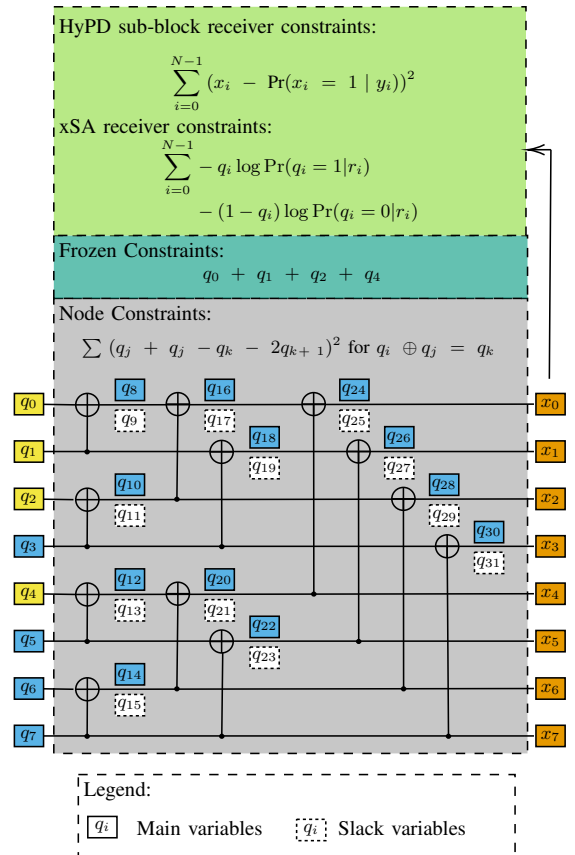 HyPD sub-block receiver constraints:
\sum_{i=0}^{N-1} (x_i - Pr(x_i = 1 | y_i))^2
xSA receiver constraints:
\sum_{i=0}^{N-1} - q_i log Pr(q_i = 1|r_i)
- (1 - q_i) log Pr(q_i = 0|r_i)
Frozen Constraints:
q_0 + q_1 + q_2 + q_4
Node Constraints:
\sum (q_j + q_j - q_k - 2q_{k+1})^2 for q_i ⊕ q_j = q_k
q_8 q_16 q_24
q_0 x_0
q_9 q_17 q_25
q_18 q_26
q_1 x_1
q_19 q_27
q_10 q_28
q_2 x_2
q_11 q_29
q_30
q_3 x_3
q_31
q_12 q_20
q_4 x_4
q_13 q_21
q_22
q_5 x_5
q_23
q_14
q_6 x_6
q_15
q_7 x_7
Legend:
q_i Main variables q_i Slack variables